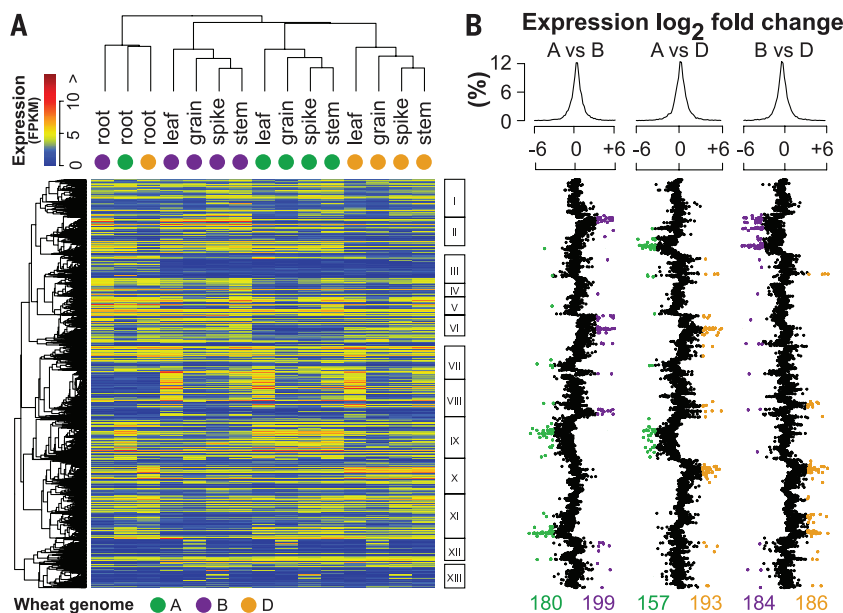 A
Expression
(FPKM)
0 5 10 >
root root root leaf grain spike stem leaf grain spike stem leaf grain spike stem
I
II
III
IV
V
VI
VII
VIII
IX
X
XI
XII
XIII
Wheat genome A B D
B
Expression log2 fold change
A vs B A vs D B vs D
(%)
12
6
0
-6 0 +6 -6 0 +6 -6 0 +6
180 199 157 193 184 186